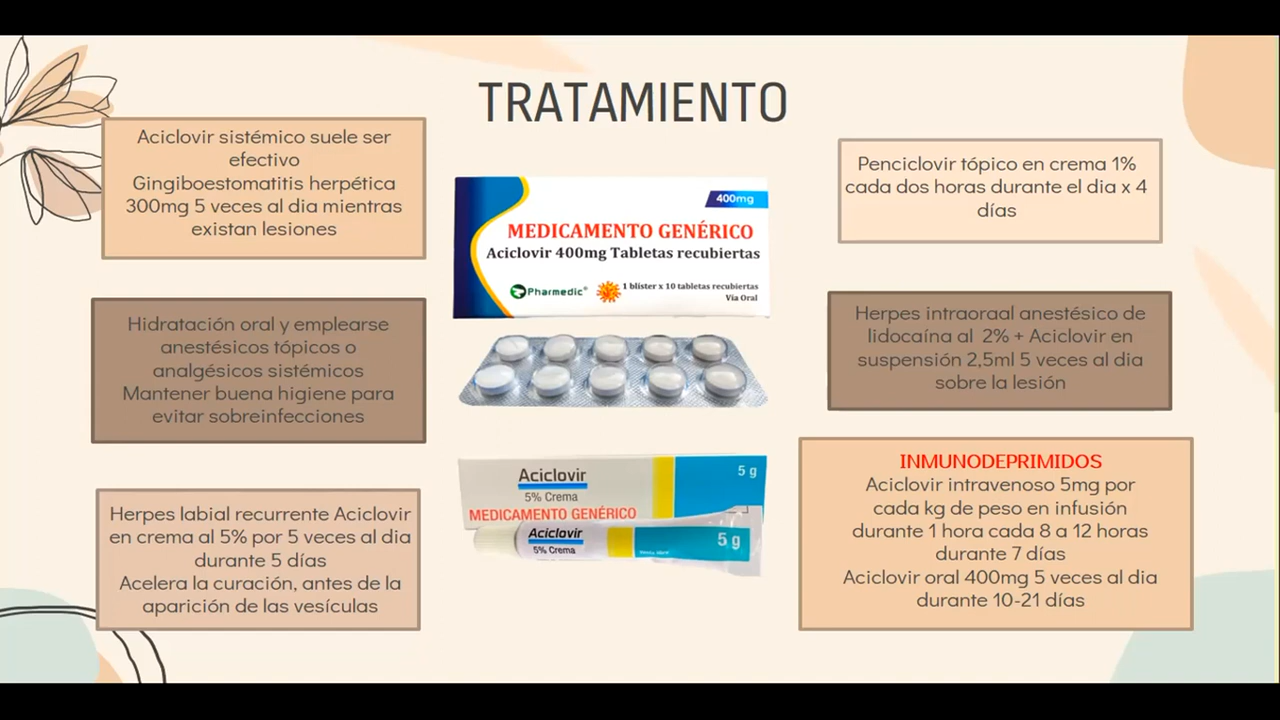 TRATAMIENTO
Aciclovir sistémico suele ser
efectivo
Gingiboestomatitis herpética
300mg 5 veces al dia mientras
existan lesiones
Hidratación oral y emplearse
anestésicos tópicos o
analgésicos sistémicos
Mantener buena higiene para
evitar sobreinfecciones
Herpes labial recurrente Aciclovir
en crema al 5% por 5 veces al dia
durante 5 días
Acelera la curación, antes de la
aparición de las vesículas
400mg
MEDICAMENTO GENÉRICO
Aciclovir 400mg Tabletas recubiertas
Pharmedic®
1 blíster x 10 tabletas recubiertas
Vía Oral
Aciclovir
5% Crema
5 g
MEDICAMENTO GENÉRICO
Aciclovir
5% Crema
5 g
Penciclovir tópico en crema 1%
cada dos horas durante el dia x 4
días
Herpes intraoraal anestésico de
lidocaína al 2% + Aciclovir en
suspensión 2,5ml 5 veces al dia
sobre la lesión
INMUNODEPRIMIDOS
Aciclovir intravenoso 5mg por
cada kg de peso en infusión
durante 1 hora cada 8 a 12 horas
durante 7 días
Aciclovir oral 400mg 5 veces al dia
durante 10-21 días